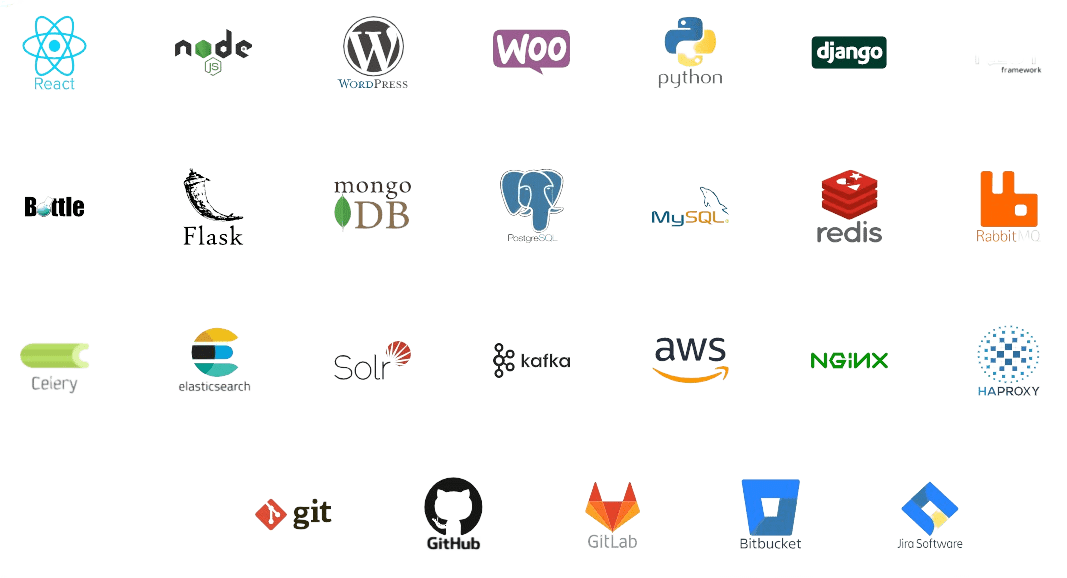 React
node
JS
WORDPRESS
WOO
python
django
framework
Bottle
Flask
mongo
DB
PostgreSQL
MySQL
redis
RabbitMQ
Celery
elasticsearch
Solr
kafka
aws
NGINX
HAPROXY
git
GitHub
GitLab
Bitbucket
Jira Software